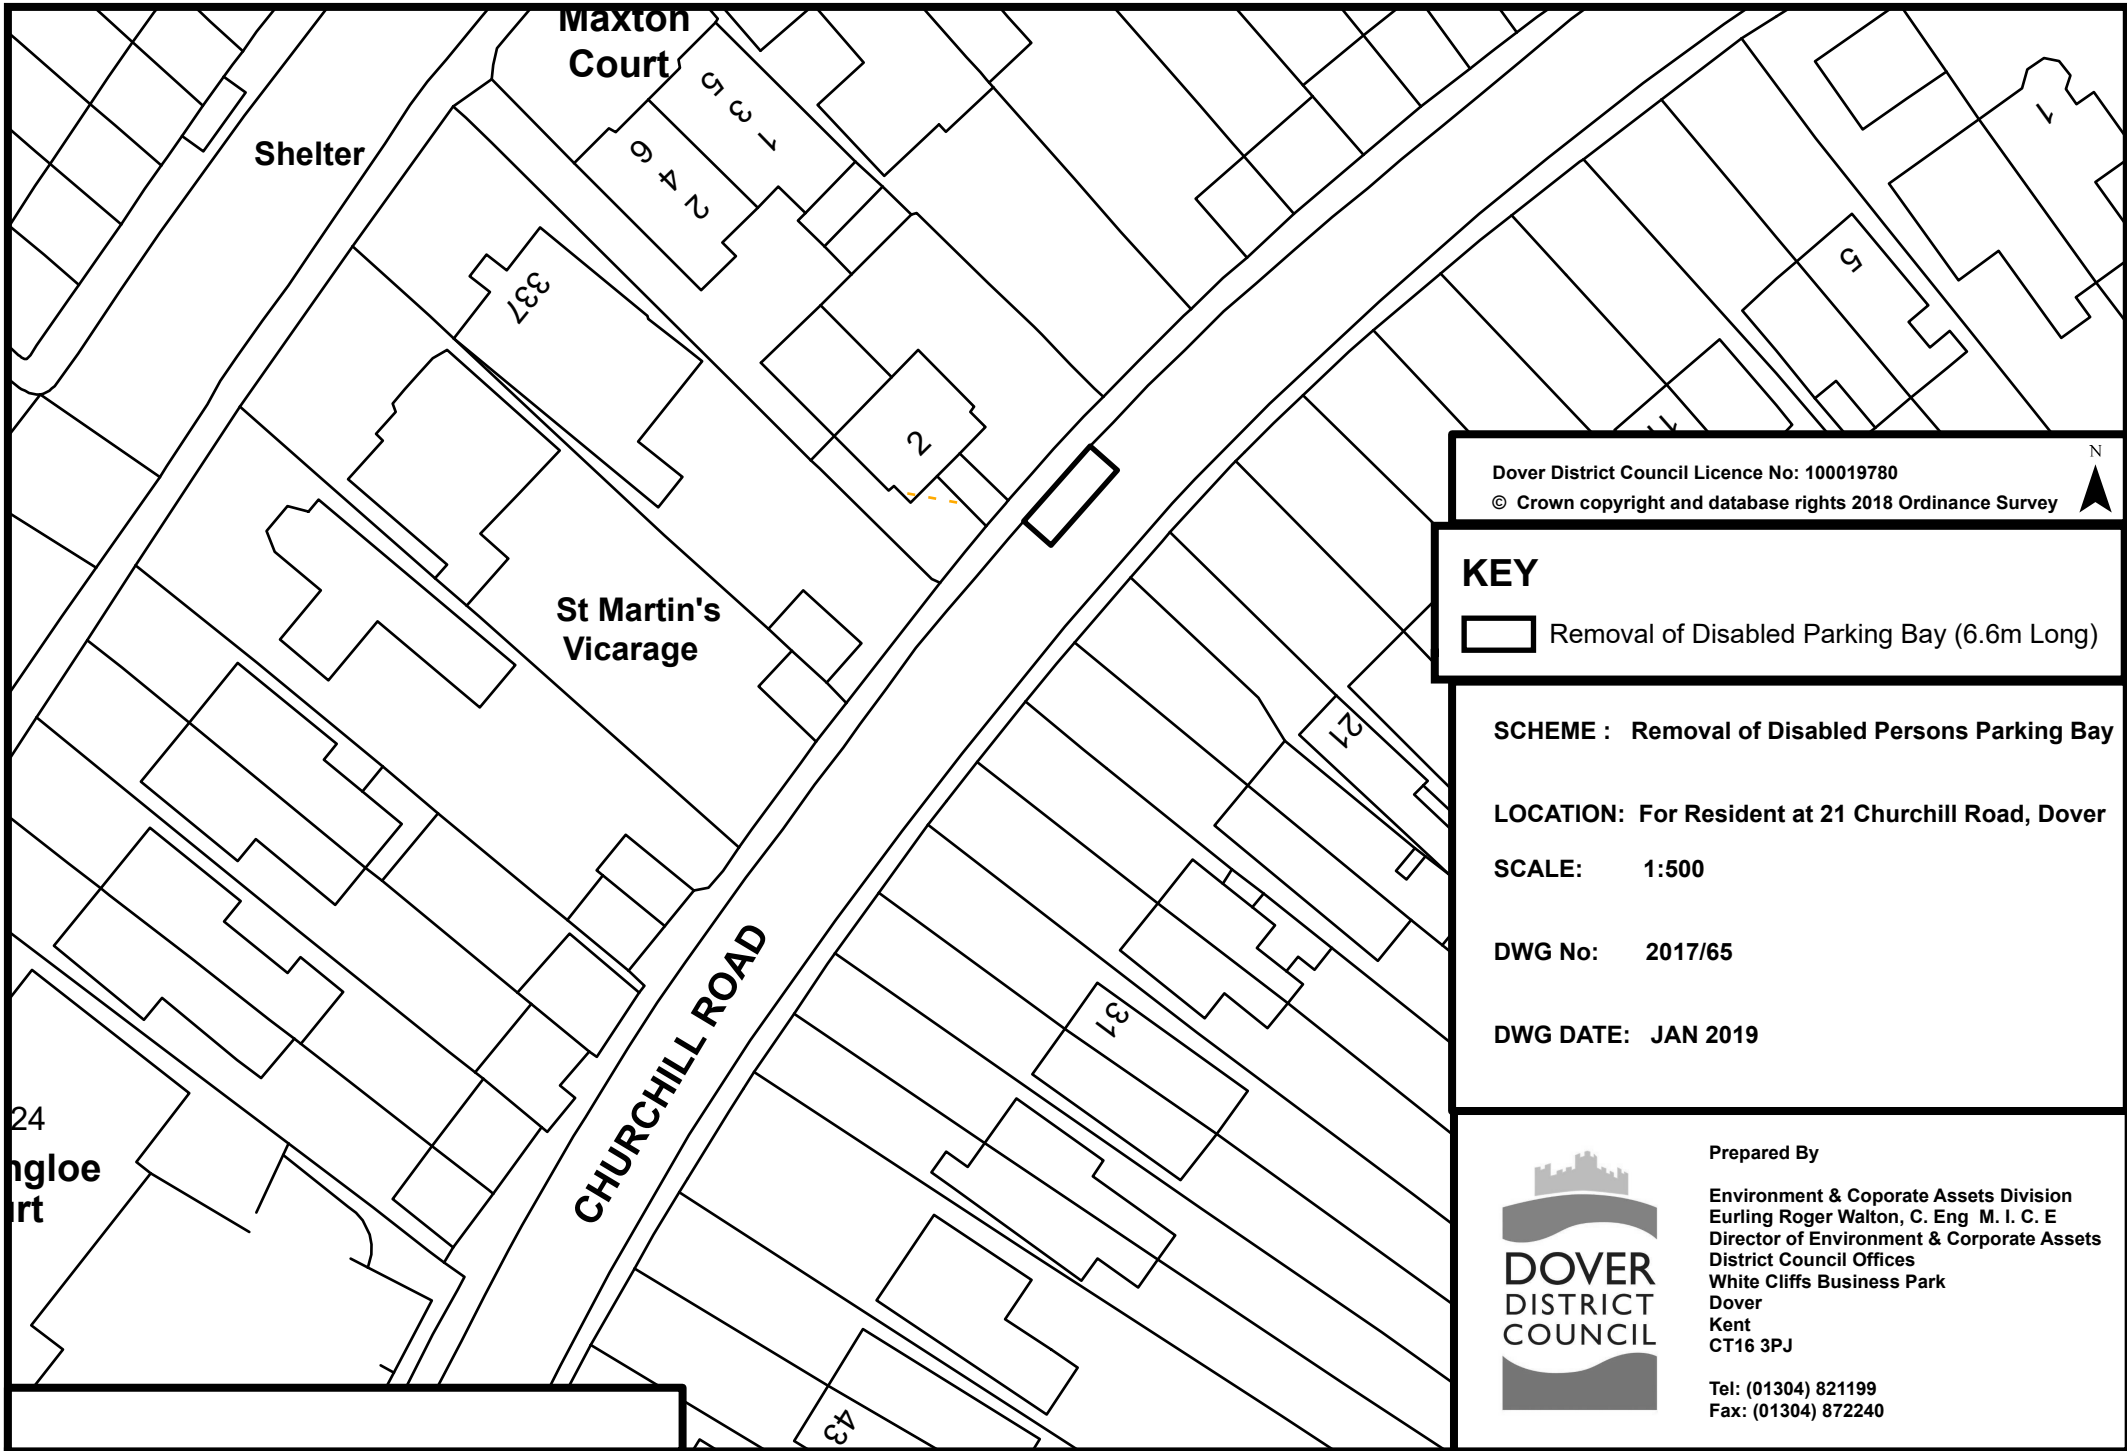 Maxton
Court
5 3 1
6 4 2
Shelter
337
2
1
5
11
St Martin's
Vicarage
21
31
43
24
ngloe
urt
CHURCHILL ROAD
N
Dover District Council Licence No: 100019780
© Crown copyright and database rights 2018 Ordinance Survey
KEY
Removal of Disabled Parking Bay (6.6m Long)
SCHEME : Removal of Disabled Persons Parking Bay
LOCATION: For Resident at 21 Churchill Road, Dover
SCALE: 1:500
DWG No: 2017/65
DWG DATE: JAN 2019
DOVER
DISTRICT
COUNCIL
Prepared By
Environment & Coporate Assets Division
Eurling Roger Walton, C. Eng M. I. C. E
Director of Environment & Corporate Assets
District Council Offices
White Cliffs Business Park
Dover
Kent
CT16 3PJ
Tel: (01304) 821199
Fax: (01304) 872240